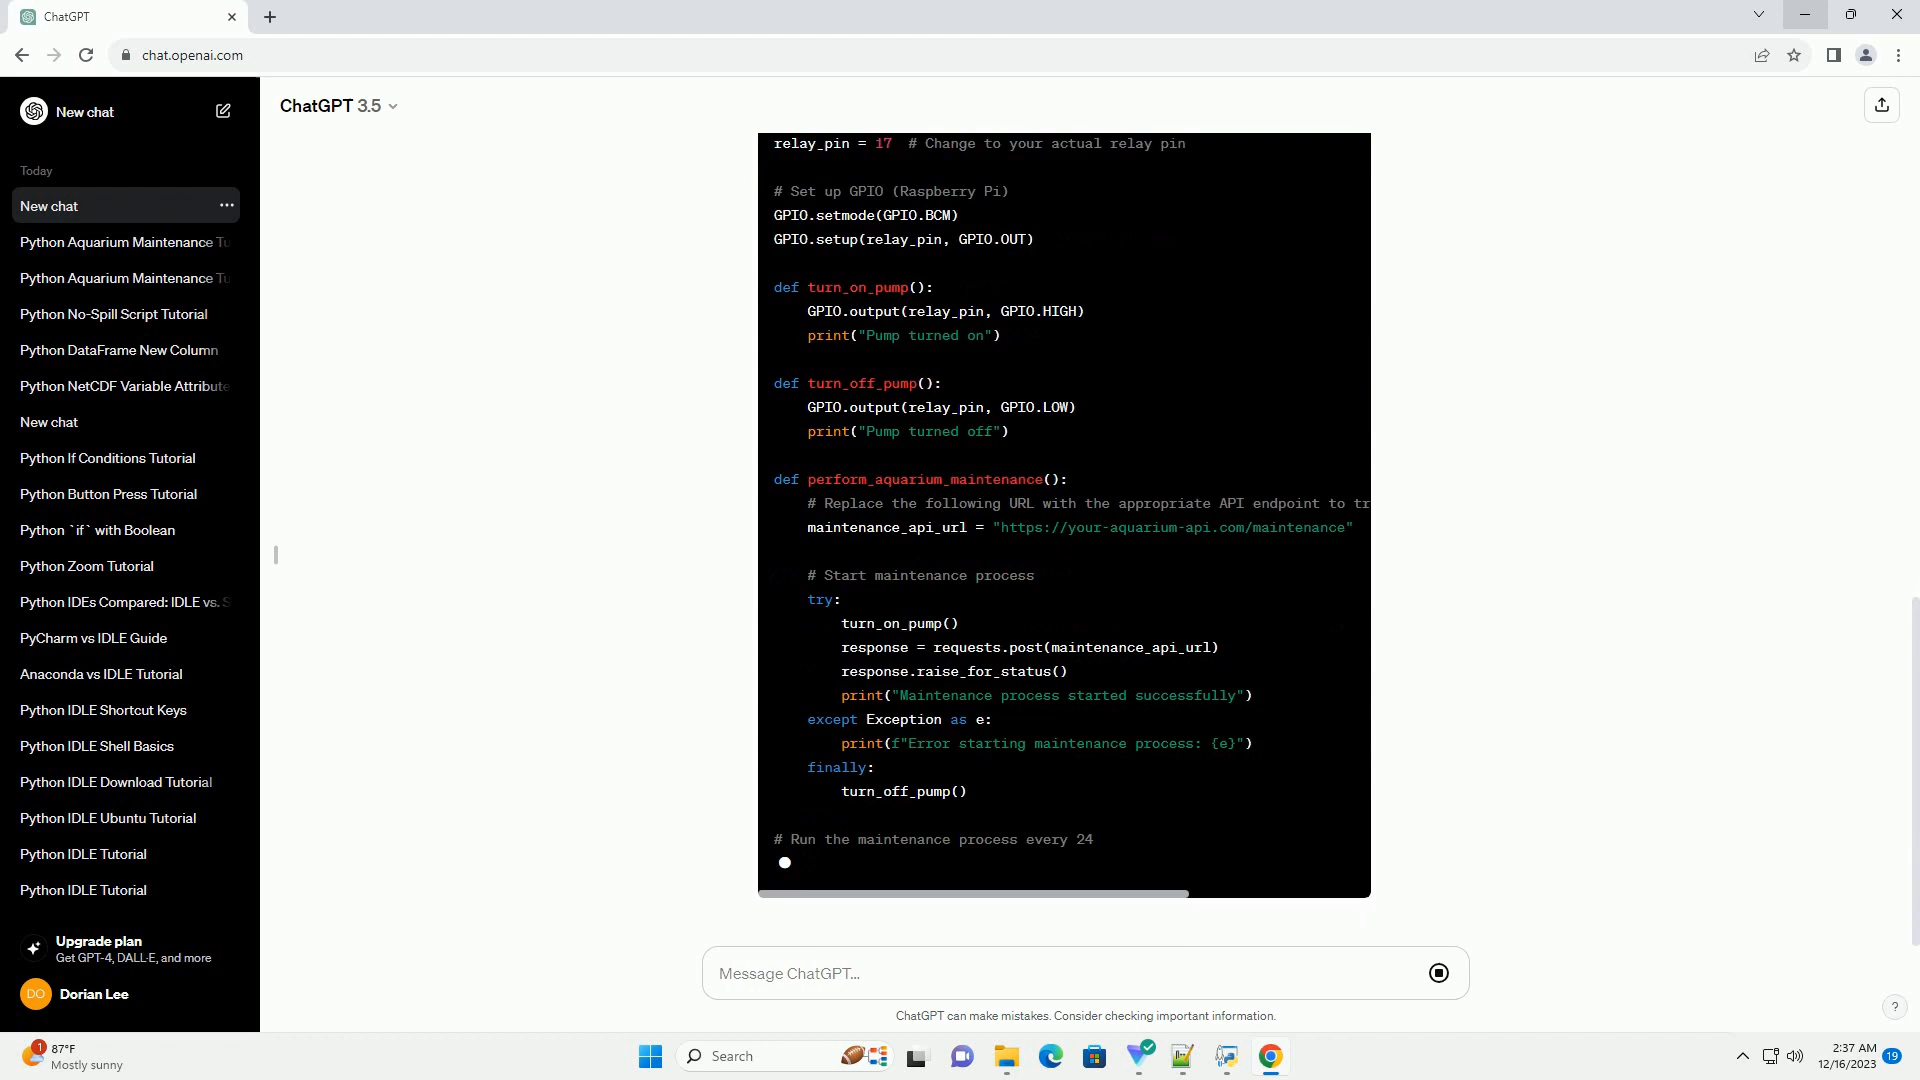 ChatGPT
chat.openai.com
New chat
ChatGPT 3.5
Today
New chat
Python Aquarium Maintenance Tu
Python Aquarium Maintenance Tu
Python No-Spill Script Tutorial
Python DataFrame New Column
Python NetCDF Variable Attribute
New chat
Python If Conditions Tutorial
Python Button Press Tutorial
Python `if` with Boolean
Python Zoom Tutorial
Python IDEs Compared: IDLE vs. S
PyCharm vs IDLE Guide
Anaconda vs IDLE Tutorial
Python IDLE Shortcut Keys
Python IDLE Shell Basics
Python IDLE Download Tutorial
Python IDLE Ubuntu Tutorial
Python IDLE Tutorial
Python IDLE Tutorial
Upgrade plan
Get GPT-4, DALL·E, and more
DO
Dorian Lee
relay_pin = 17  # Change to your actual relay pin
# Set up GPIO (Raspberry Pi)
GPIO.setmode(GPIO.BCM)
GPIO.setup(relay_pin, GPIO.OUT)
def turn_on_pump():
    GPIO.output(relay_pin, GPIO.HIGH)
    print("Pump turned on")
def turn_off_pump():
    GPIO.output(relay_pin, GPIO.LOW)
    print("Pump turned off")
def perform_aquarium_maintenance():
    # Replace the following URL with the appropriate API endpoint to tr
    maintenance_api_url = "https://your-aquarium-api.com/maintenance"
    # Start maintenance process
    try:
        turn_on_pump()
        response = requests.post(maintenance_api_url)
        response.raise_for_status()
        print("Maintenance process started successfully")
    except Exception as e:
        print(f"Error starting maintenance process: {e}")
    finally:
        turn_off_pump()
# Run the maintenance process every 24
Message ChatGPT...
ChatGPT can make mistakes. Consider checking important information.
?
1
87°F
Mostly sunny
Search
2:37 AM
12/16/2023
19